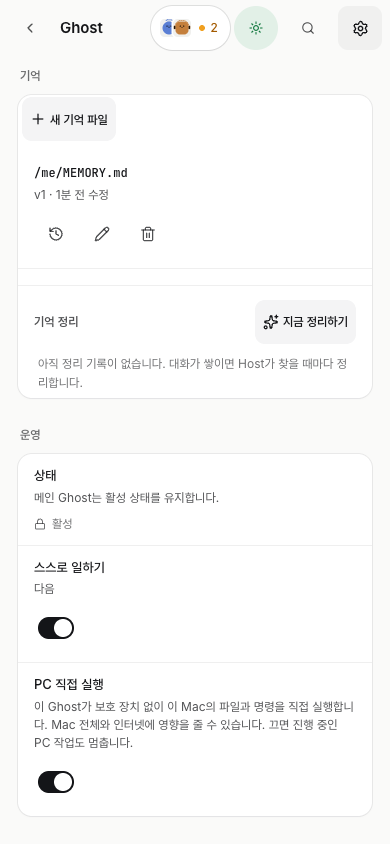 Ghost
2
기억
새 기억 파일
/me/MEMORY.md
v1 · 1분 전 수정
기억 정리
지금 정리하기
아직 정리 기록이 없습니다. 대화가 쌓이면 Host가 찾을 때마다 정
리합니다.
운영
상태
메인 Ghost는 활성 상태를 유지합니다.
활성
스스로 일하기
다음
PC 직접 실행
이 Ghost가 보호 장치 없이 이 Mac의 파일과 명령을 직접 실행합니
다. Mac 전체와 인터넷에 영향을 줄 수 있습니다. 끄면 진행 중인
PC 작업도 멈춥니다.